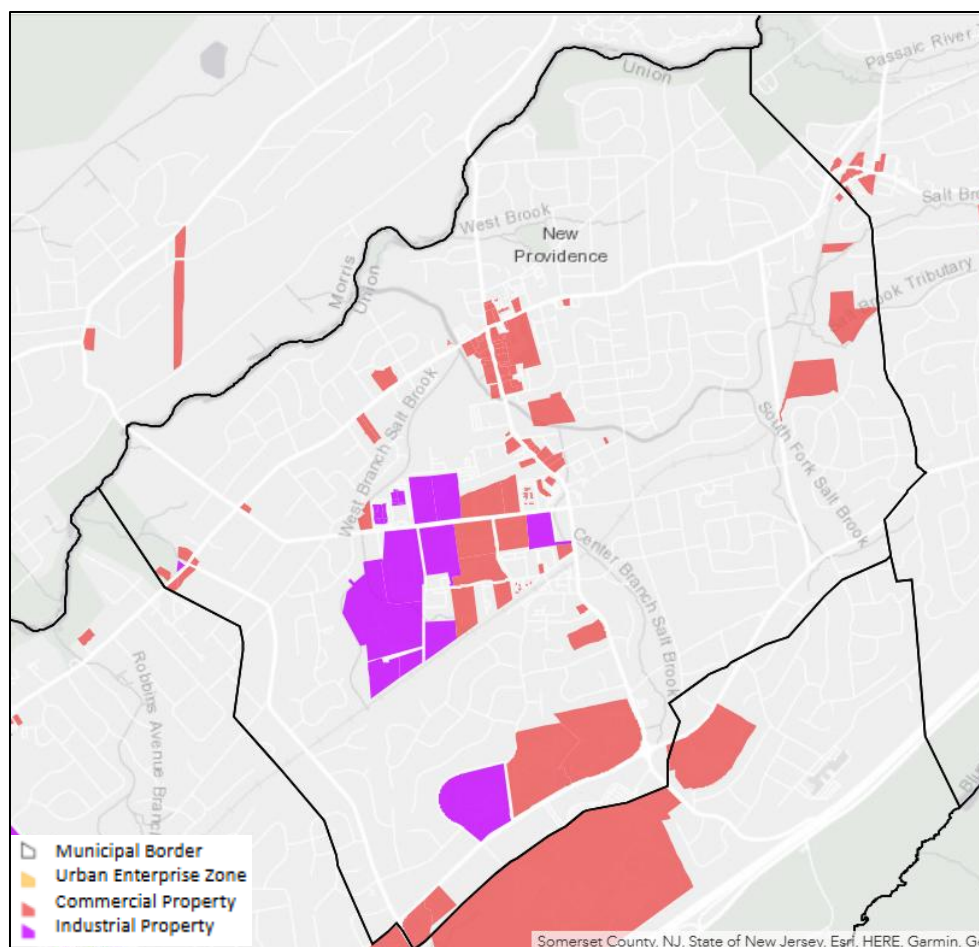 Passaic River
Union
Salt Br
West Brook
New
Providence
Morris
Union
Brook Tributary
West Branch Salt Brook
South Fork Salt Brook
Center Branch Salt Brook
Robbins Avenue Branch
Blu
Municipal Border
Urban Enterprise Zone
Commercial Property
Industrial Property
Somerset County, NJ, State of New Jersey, Esri, HERE, Garmin, G